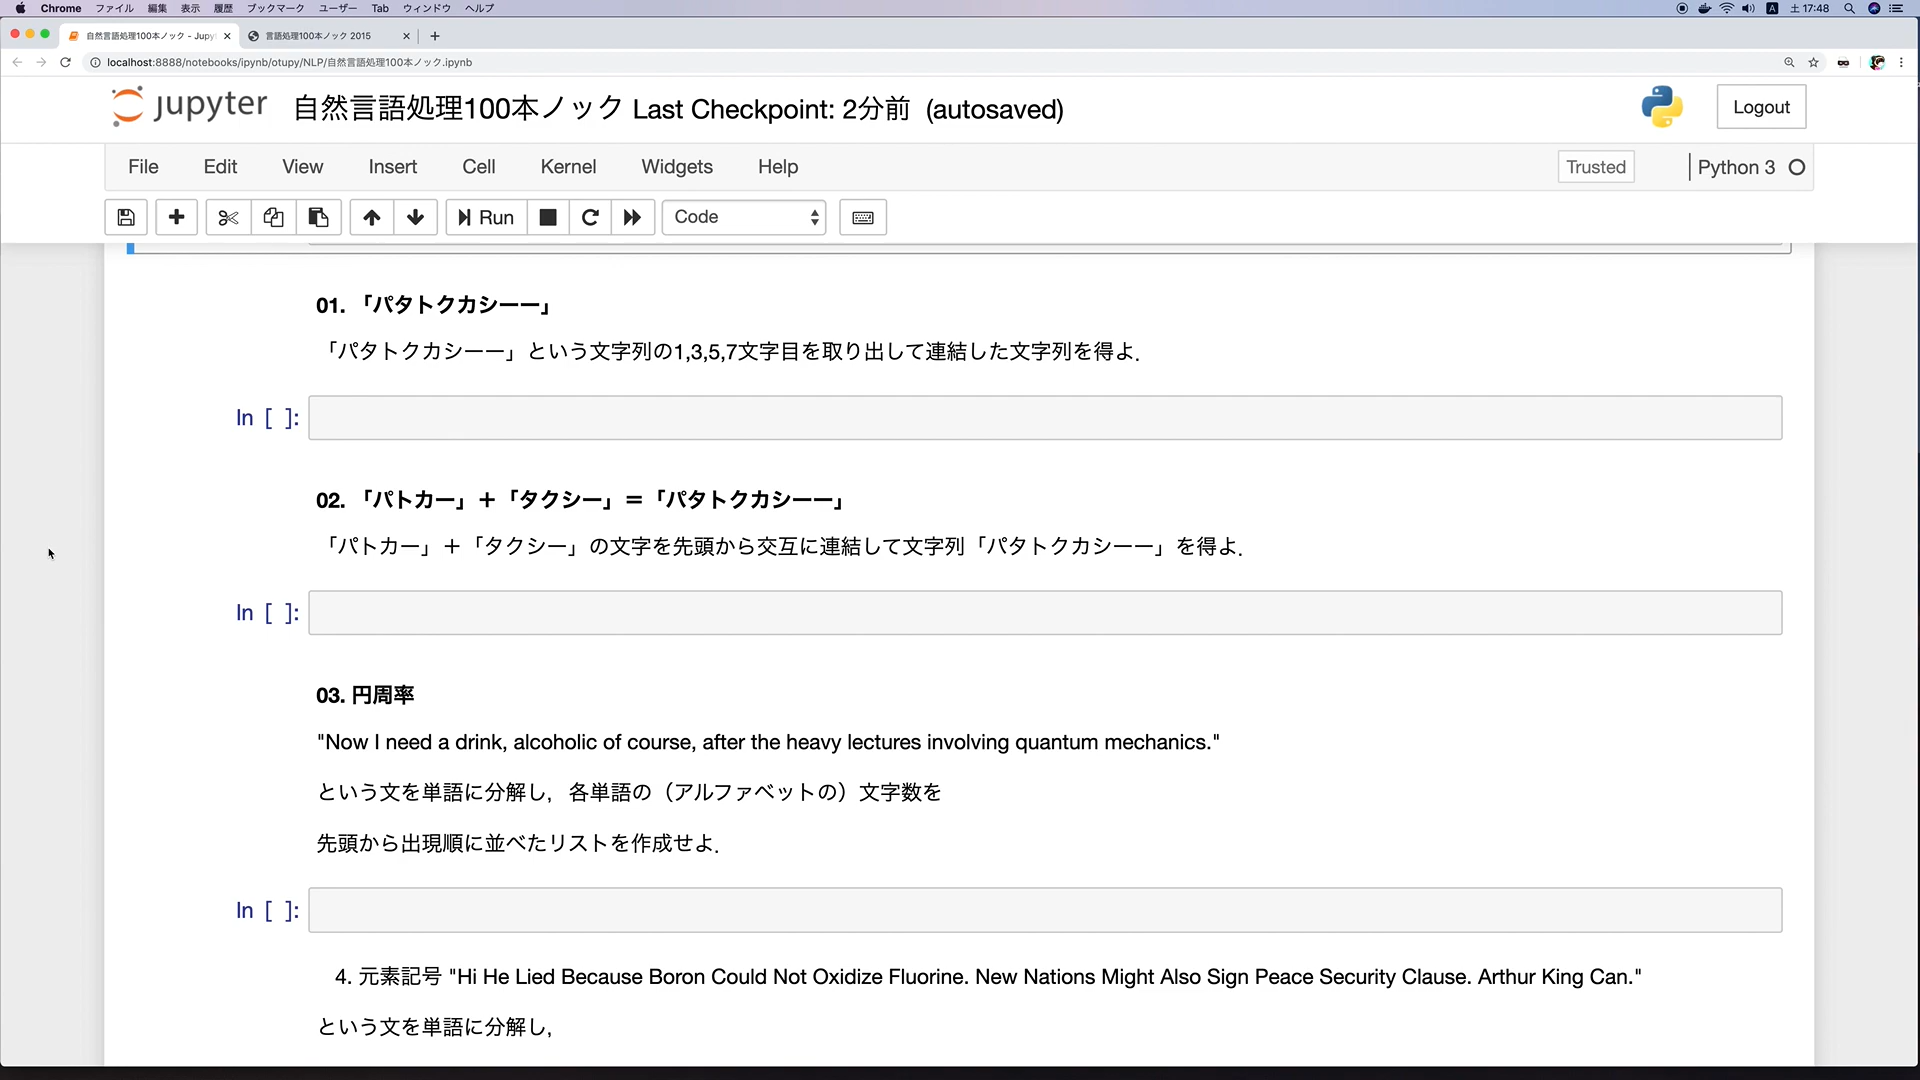 Chrome ファイル 編集 表示 履歴 ブックマーク ユーザー Tab ウィンドウ ヘルプ A 土17:48
自然言語処理100本ノック - Jupy 言語処理100本ノック 2015
localhost:8888/notebooks/ipynb/otupy/NLP/自然言語処理100本ノック.ipynb
jupyter 自然言語処理100本ノック Last Checkpoint: 2分前 (autosaved) Logout
File Edit View Insert Cell Kernel Widgets Help Trusted Python 3
Run Code
01. 「パタトクカシーー」
「パタトクカシーー」という文字列の1,3,5,7文字目を取り出して連結した文字列を得よ．
In [ ]:
02. 「パトカー」＋「タクシー」＝「パタトクカシーー」
「パトカー」＋「タクシー」の文字を先頭から交互に連結して文字列「パタトクカシーー」を得よ．
In [ ]:
03. 円周率
"Now I need a drink, alcoholic of course, after the heavy lectures involving quantum mechanics."
という文を単語に分解し，各単語の（アルファベットの）文字数を
先頭から出現順に並べたリストを作成せよ．
In [ ]:
4. 元素記号 "Hi He Lied Because Boron Could Not Oxidize Fluorine. New Nations Might Also Sign Peace Security Clause. Arthur King Can."
という文を単語に分解し，